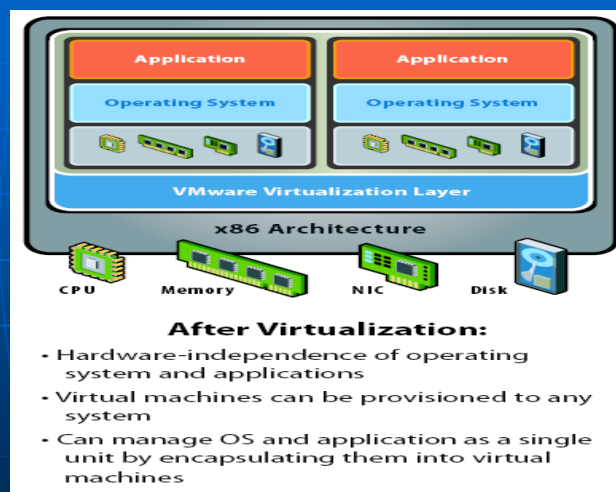 Application Application
Operating System Operating System
VMware Virtualization Layer
x86 Architecture
CPU Memory NIC Disk
After Virtualization:
• Hardware-independence of operating
system and applications
• Virtual machines can be provisioned to any
system
• Can manage OS and application as a single
unit by encapsulating them into virtual
machines